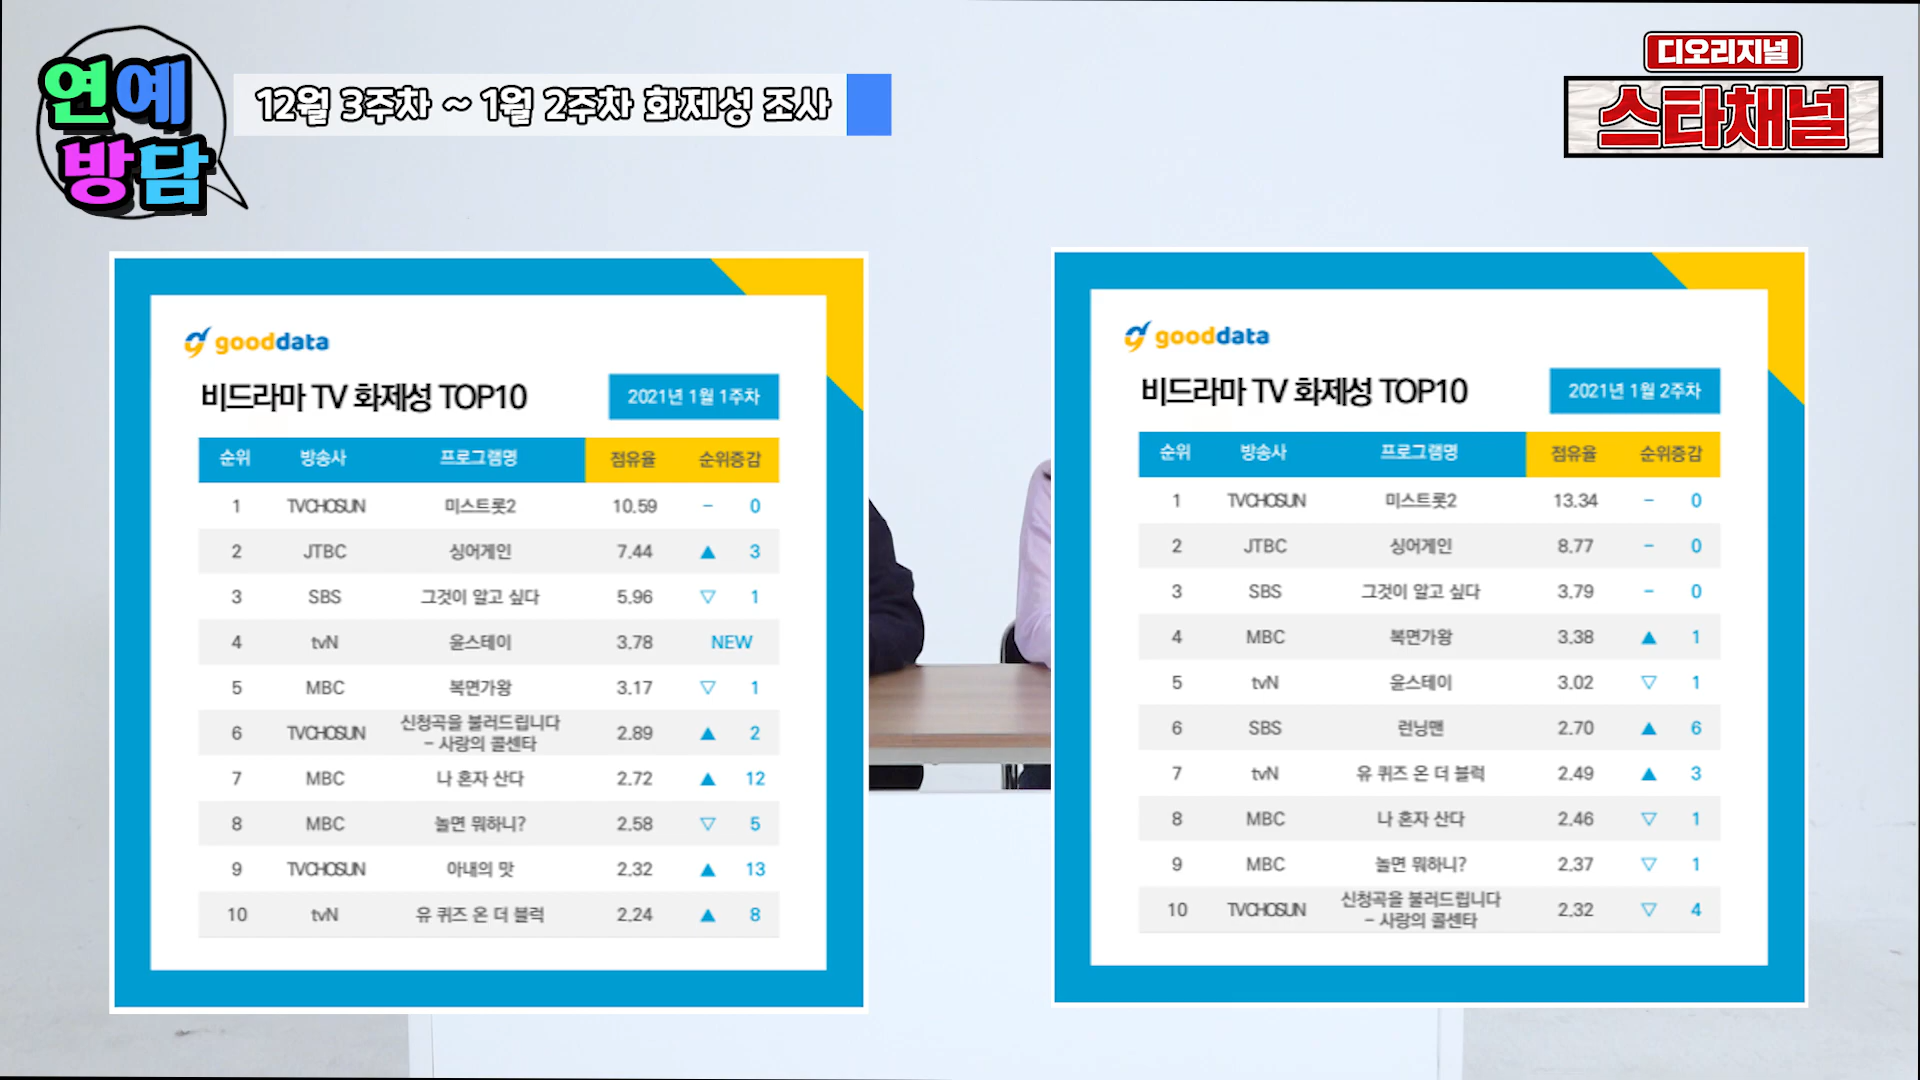 연예
방담
12월 3주차 ~ 1월 2주차 화제성 조사
디오리지널
스타채널
gooddata
비드라마 TV 화제성 TOP10
2021년 1월 1주차
순위 방송사 프로그램명 점유율 순위증감
1 TVCHOSUN 미스트롯2 10.59 – 0
2 JTBC 싱어게인 7.44 ▲ 3
3 SBS 그것이 알고 싶다 5.96 ▽ 1
4 tvN 윤스테이 3.78 NEW
5 MBC 복면가왕 3.17 ▽ 1
6 TVCHOSUN 신청곡을 불러드립니다
– 사랑의 콜센타 2.89 ▲ 2
7 MBC 나 혼자 산다 2.72 ▲ 12
8 MBC 놀면 뭐하니? 2.58 ▽ 5
9 TVCHOSUN 아내의 맛 2.32 ▲ 13
10 tvN 유 퀴즈 온 더 블럭 2.24 ▲ 8
gooddata
비드라마 TV 화제성 TOP10
2021년 1월 2주차
순위 방송사 프로그램명 점유율 순위증감
1 TVCHOSUN 미스트롯2 13.34 – 0
2 JTBC 싱어게인 8.77 – 0
3 SBS 그것이 알고 싶다 3.79 – 0
4 MBC 복면가왕 3.38 ▲ 1
5 tvN 윤스테이 3.02 ▽ 1
6 SBS 런닝맨 2.70 ▲ 6
7 tvN 유 퀴즈 온 더 블럭 2.49 ▲ 3
8 MBC 나 혼자 산다 2.46 ▽ 1
9 MBC 놀면 뭐하니? 2.37 ▽ 1
10 TVCHOSUN 신청곡을 불러드립니다
– 사랑의 콜센타 2.32 ▽ 4